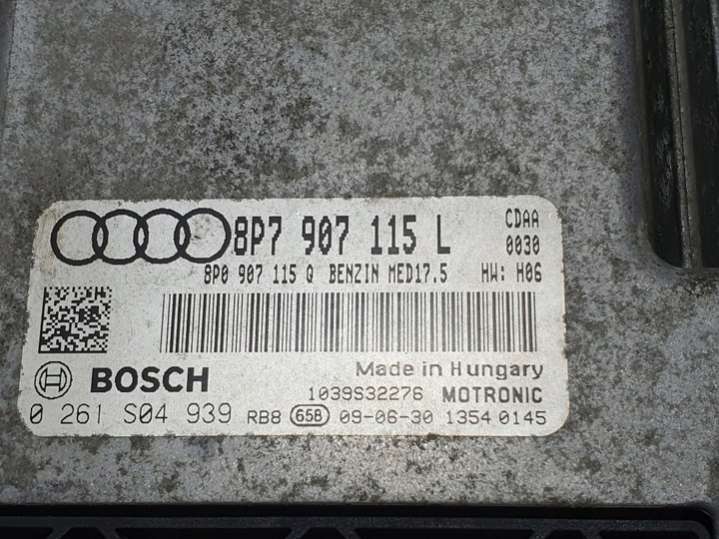 8P7 907 115 L CDAA
0030
8P0 907 115 Q BENZIN MED17.5 HW: H06
Made in Hungary
BOSCH 1039S32276 MOTRONIC
0 261 S04 939 RB8 65B 09-06-30 1354 0145